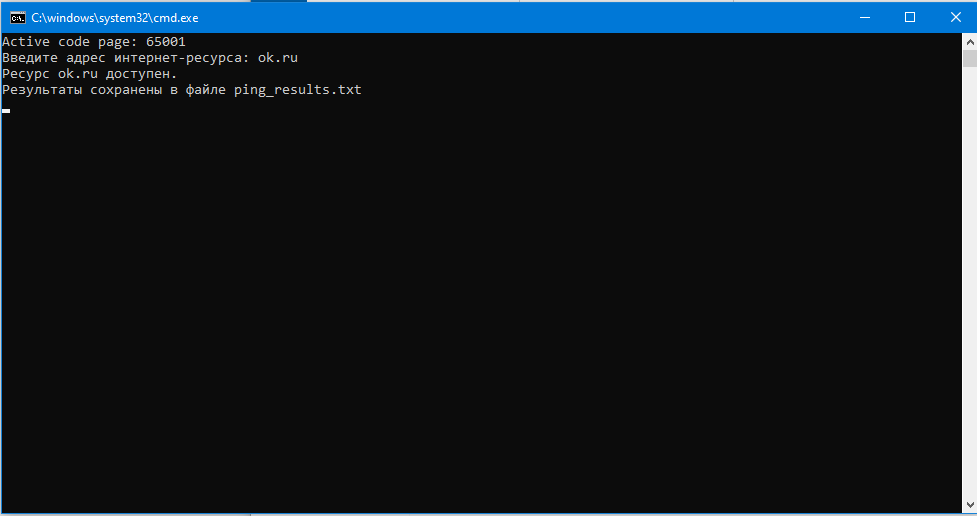 C:\windows\system32\cmd.exe
Active code page: 65001
Введите адрес интернет-ресурса: ok.ru
Ресурс ok.ru доступен.
Результаты сохранены в файле ping_results.txt